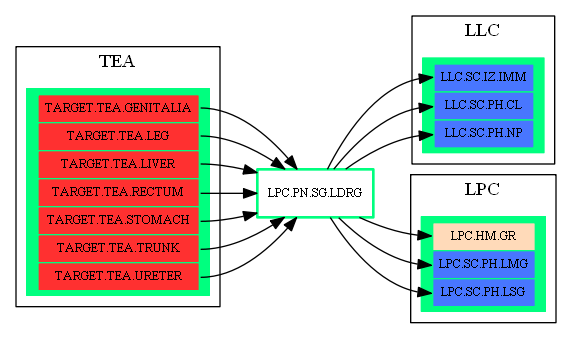 TEA
TARGET.TEA.GENITALIA
TARGET.TEA.LEG
TARGET.TEA.LIVER
TARGET.TEA.RECTUM
TARGET.TEA.STOMACH
TARGET.TEA.TRUNK
TARGET.TEA.URETER
LPC.PN.SG.LDRG
LLC
LLC.SC.IZ.IMM
LLC.SC.PH.CL
LLC.SC.PH.NP
LPC
LPC.HM.GR
LPC.SC.PH.LMG
LPC.SC.PH.LSG